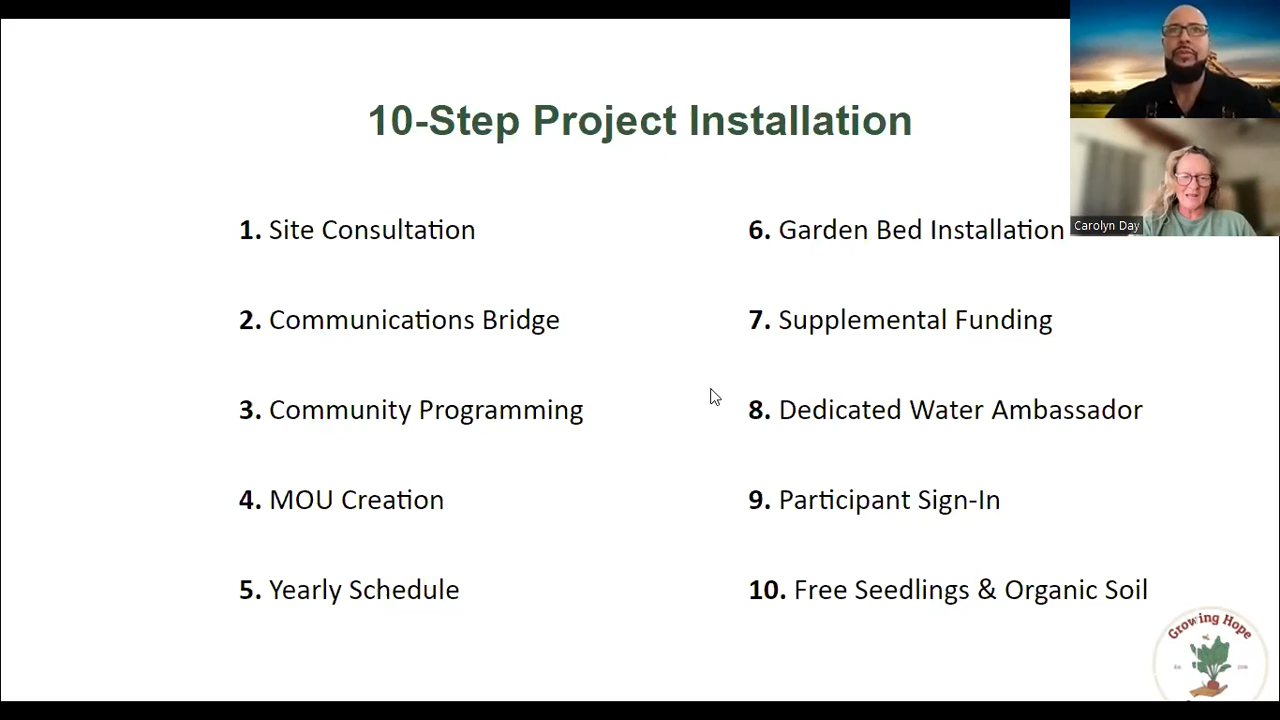 10-Step Project Installation
1. Site Consultation
2. Communications Bridge
3. Community Programming
4. MOU Creation
5. Yearly Schedule
6. Garden Bed Installation
7. Supplemental Funding
8. Dedicated Water Ambassador
9. Participant Sign-In
10. Free Seedlings & Organic Soil
Carolyn Day
Growing Hope